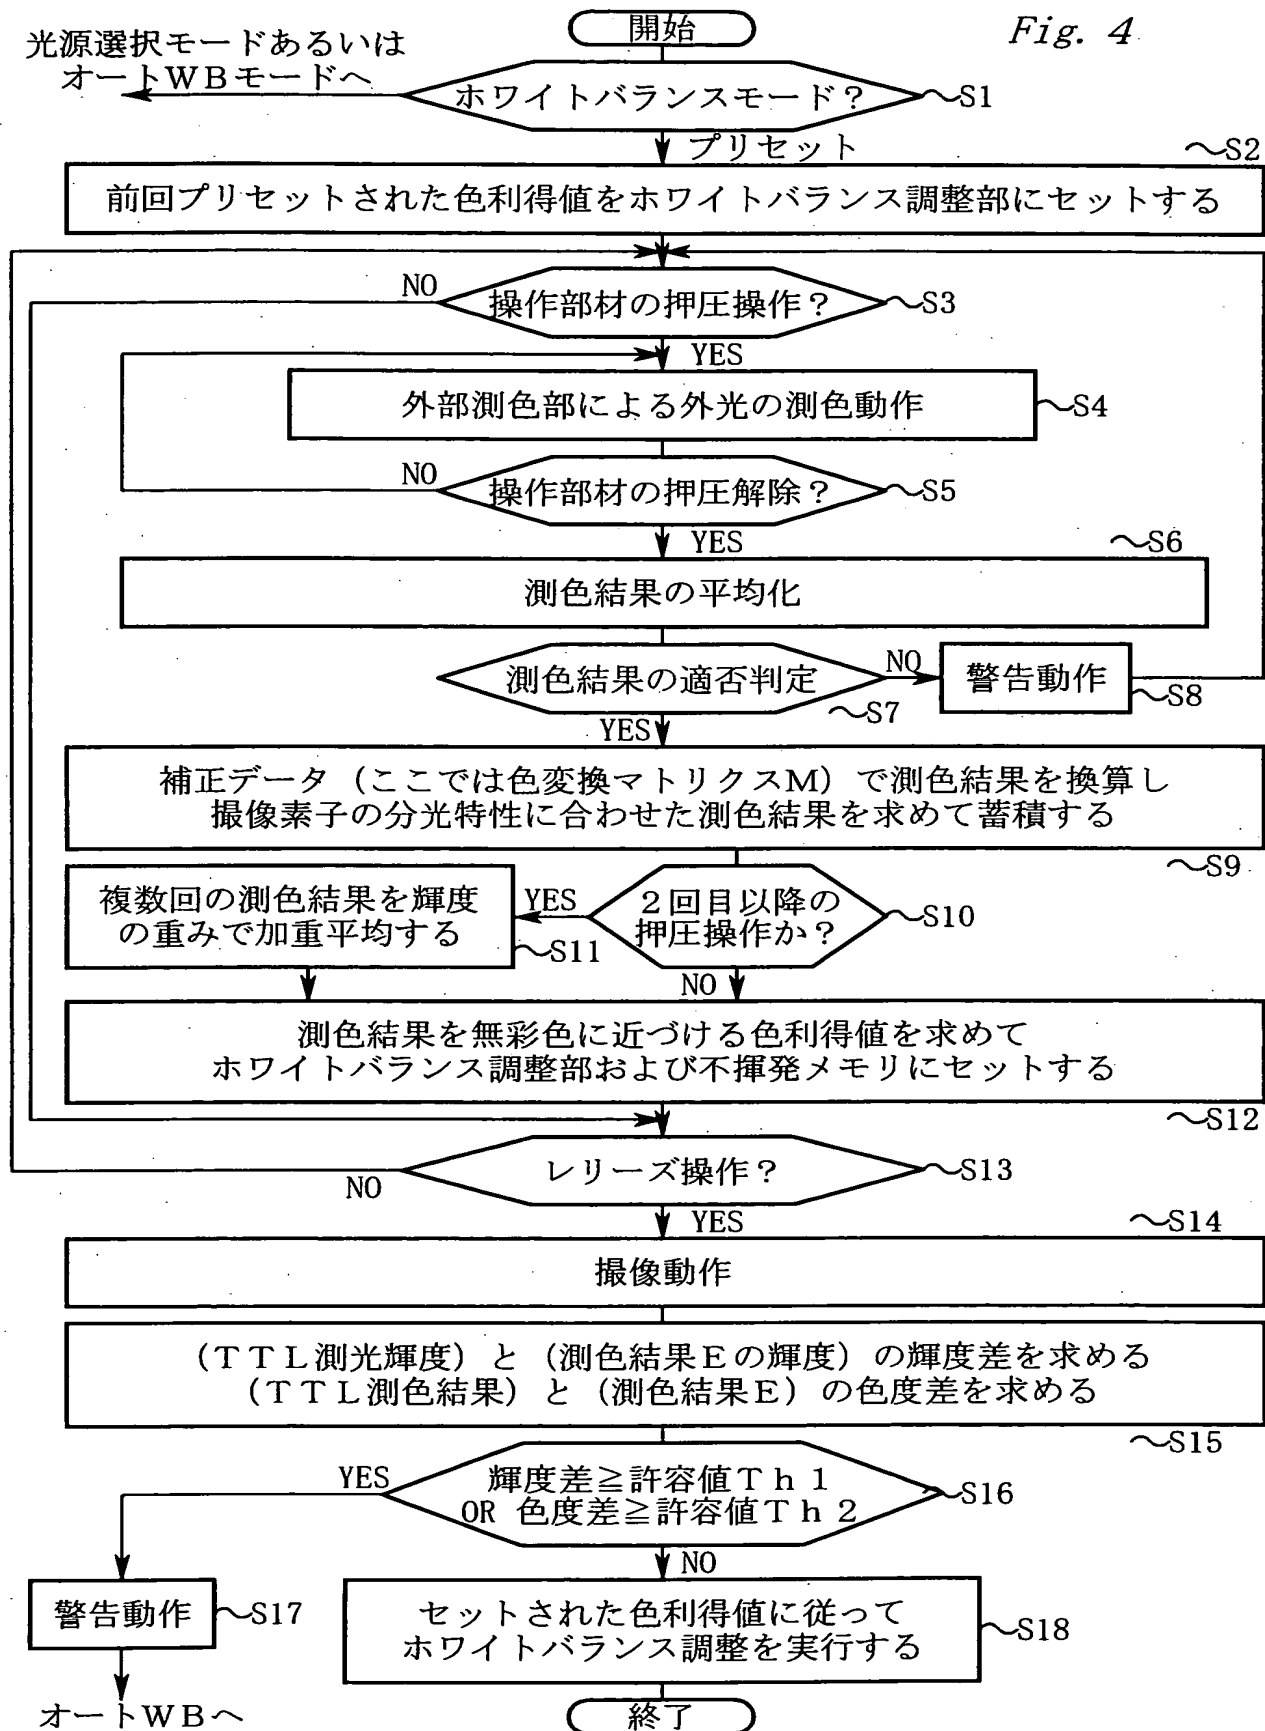 開始
Fig. 4
光源選択モードあるいは
オートWBモードへ
ホワイトバランスモード？
S1
プリセット
S2
前回プリセットされた色利得値をホワイトバランス調整部にセットする
NO
操作部材の押圧操作？
S3
YES
外部測色部による外光の測色動作
S4
NO
操作部材の押圧解除？
S5
YES
S6
測色結果の平均化
測色結果の適否判定
NO
警告動作
S8
S7
YES
補正データ（ここでは色変換マトリクスM）で測色結果を換算し
撮像素子の分光特性に合わせた測色結果を求めて蓄積する
S9
複数回の測色結果を輝度
の重みで加重平均する
S11
YES
２回目以降の
押圧操作か？
S10
NO
測色結果を無彩色に近づける色利得値を求めて
ホワイトバランス調整部および不揮発メモリにセットする
S12
レリーズ操作？
S13
NO
YES
S14
撮像動作
（TTL測光輝度）と（測色結果Eの輝度）の輝度差を求める
（TTL測色結果）と（測色結果E）の色度差を求める
S15
YES
輝度差≧許容値Th1
OR 色度差≧許容値Th2
S16
NO
警告動作
S17
セットされた色利得値に従って
ホワイトバランス調整を実行する
S18
オートWBへ
終了